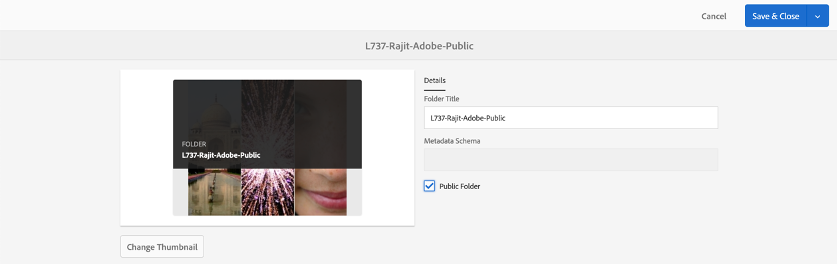 Cancel
Save & Close
L737-Rajit-Adobe-Public
Details
Folder Title
L737-Rajit-Adobe-Public
Metadata Schema
Public Folder
FOLDER
L737-Rajit-Adobe-Public
Change Thumbnail